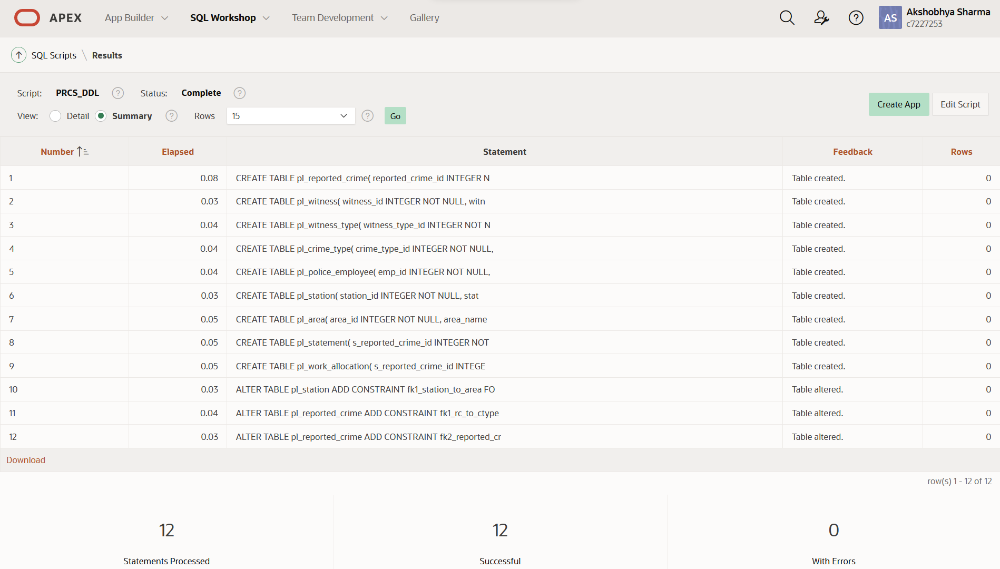 APEX App Builder SQL Workshop Team Development Gallery AS Akshobhya Sharma
c7227253
SQL Scripts \ Results
Script: PRCS_DDL ? Status: Complete ?
Create App Edit Script
View: Detail Summary ? Rows 15 ? Go
Number Elapsed Statement Feedback Rows
1 0.08 CREATE TABLE pl_reported_crime( reported_crime_id INTEGER N Table created. 0
2 0.03 CREATE TABLE pl_witness( witness_id INTEGER NOT NULL, witn Table created. 0
3 0.04 CREATE TABLE pl_witness_type( witness_type_id INTEGER NOT N Table created. 0
4 0.04 CREATE TABLE pl_crime_type( crime_type_id INTEGER NOT NULL, Table created. 0
5 0.04 CREATE TABLE pl_police_employee( emp_id INTEGER NOT NULL, Table created. 0
6 0.03 CREATE TABLE pl_station( station_id INTEGER NOT NULL, stat Table created. 0
7 0.05 CREATE TABLE pl_area( area_id INTEGER NOT NULL, area_name Table created. 0
8 0.05 CREATE TABLE pl_statement( s_reported_crime_id INTEGER NOT Table created. 0
9 0.05 CREATE TABLE pl_work_allocation( s_reported_crime_id INTEGE Table created. 0
10 0.03 ALTER TABLE pl_station ADD CONSTRAINT fk1_station_to_area FO Table altered. 0
11 0.04 ALTER TABLE pl_reported_crime ADD CONSTRAINT fk1_rc_to_ctype Table altered. 0
12 0.03 ALTER TABLE pl_reported_crime ADD CONSTRAINT fk2_reported_cr Table altered. 0
Download
row(s) 1 - 12 of 12
12 12 0
Statements Processed Successful With Errors